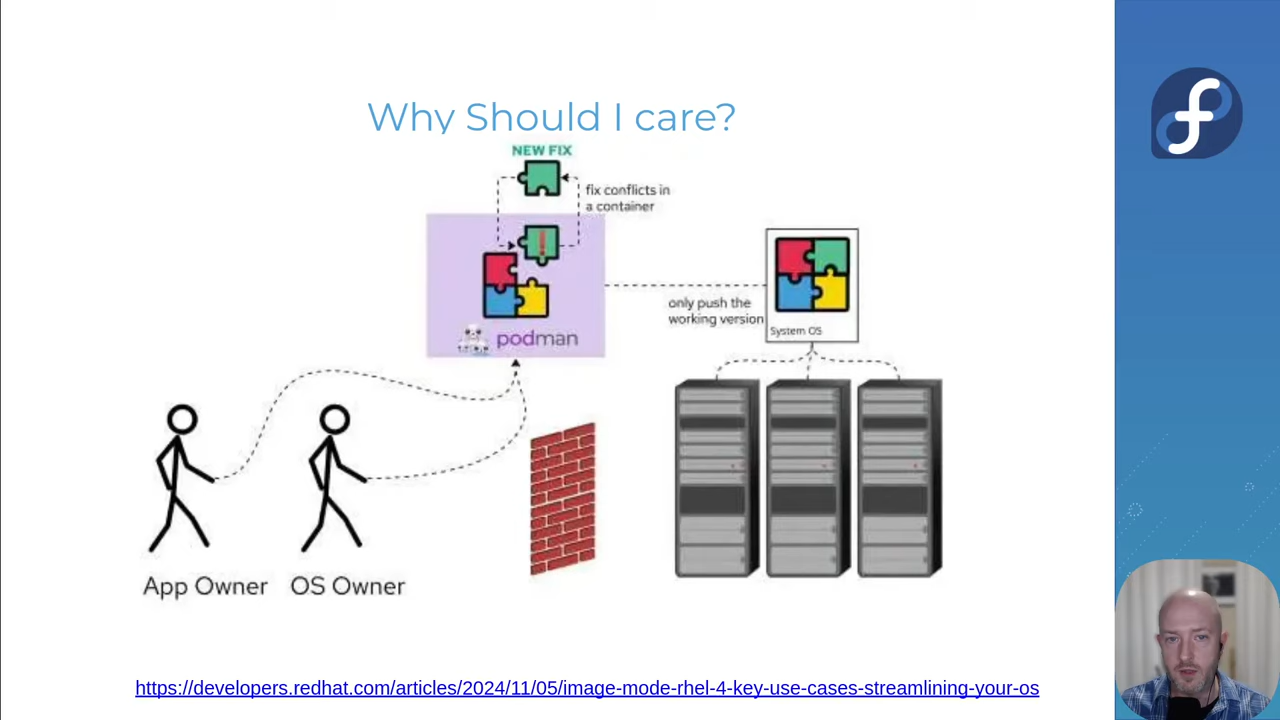 Why Should I care?
NEW FIX
fix conflicts in
a container
only push the
working version
System OS
podman
App Owner
OS Owner
https://developers.redhat.com/articles/2024/11/05/image-mode-rhel-4-key-use-cases-streamlining-your-os